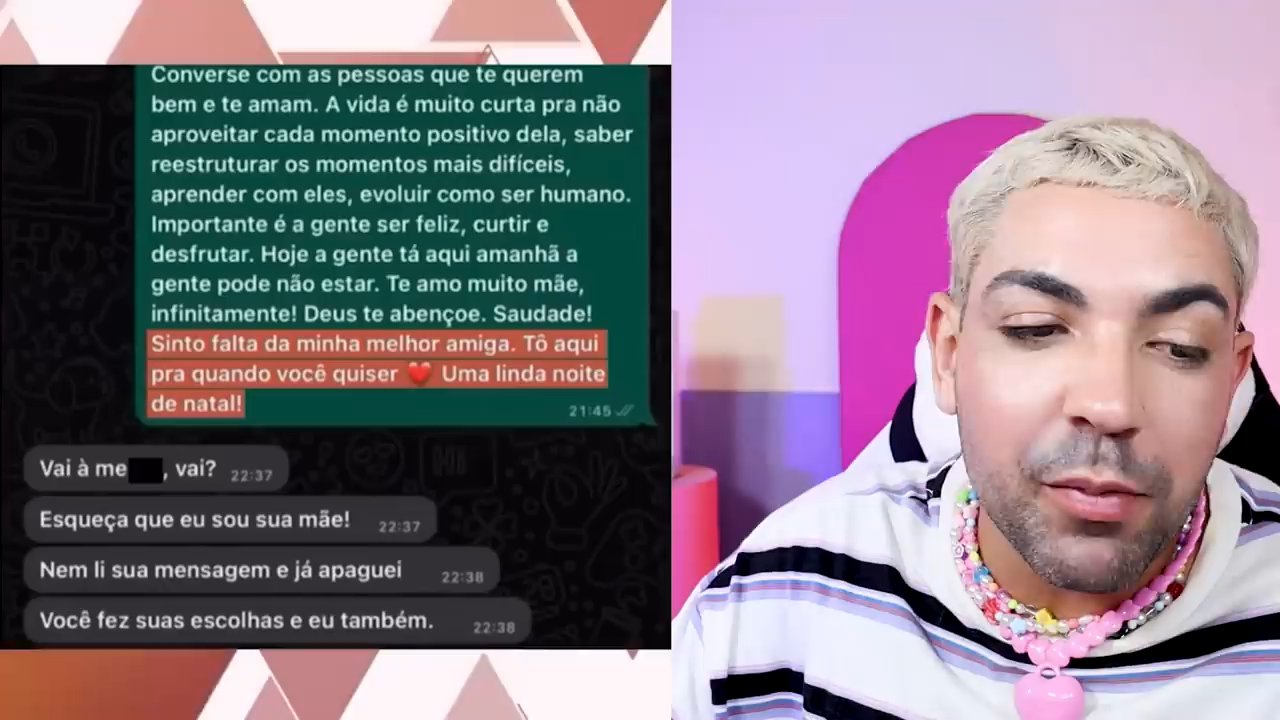 Converse com as pessoas que te querem
bem e te amam. A vida é muito curta pra não
aproveitar cada momento positivo dela, saber
reestruturar os momentos mais difíceis,
aprender com eles, evoluir como ser humano.
Importante é a gente ser feliz, curtir e
desfrutar. Hoje a gente tá aqui amanhã a
gente pode não estar. Te amo muito mãe,
infinitamente! Deus te abençoe. Saudade!
Sinto falta da minha melhor amiga. Tô aqui
pra quando você quiser ❤️ Uma linda noite
de natal!
21:45
Vai à me , vai? 22:37
Esqueça que eu sou sua mãe! 22:37
Nem li sua mensagem e já apaguei 22:38
Você fez suas escolhas e eu também. 22:38